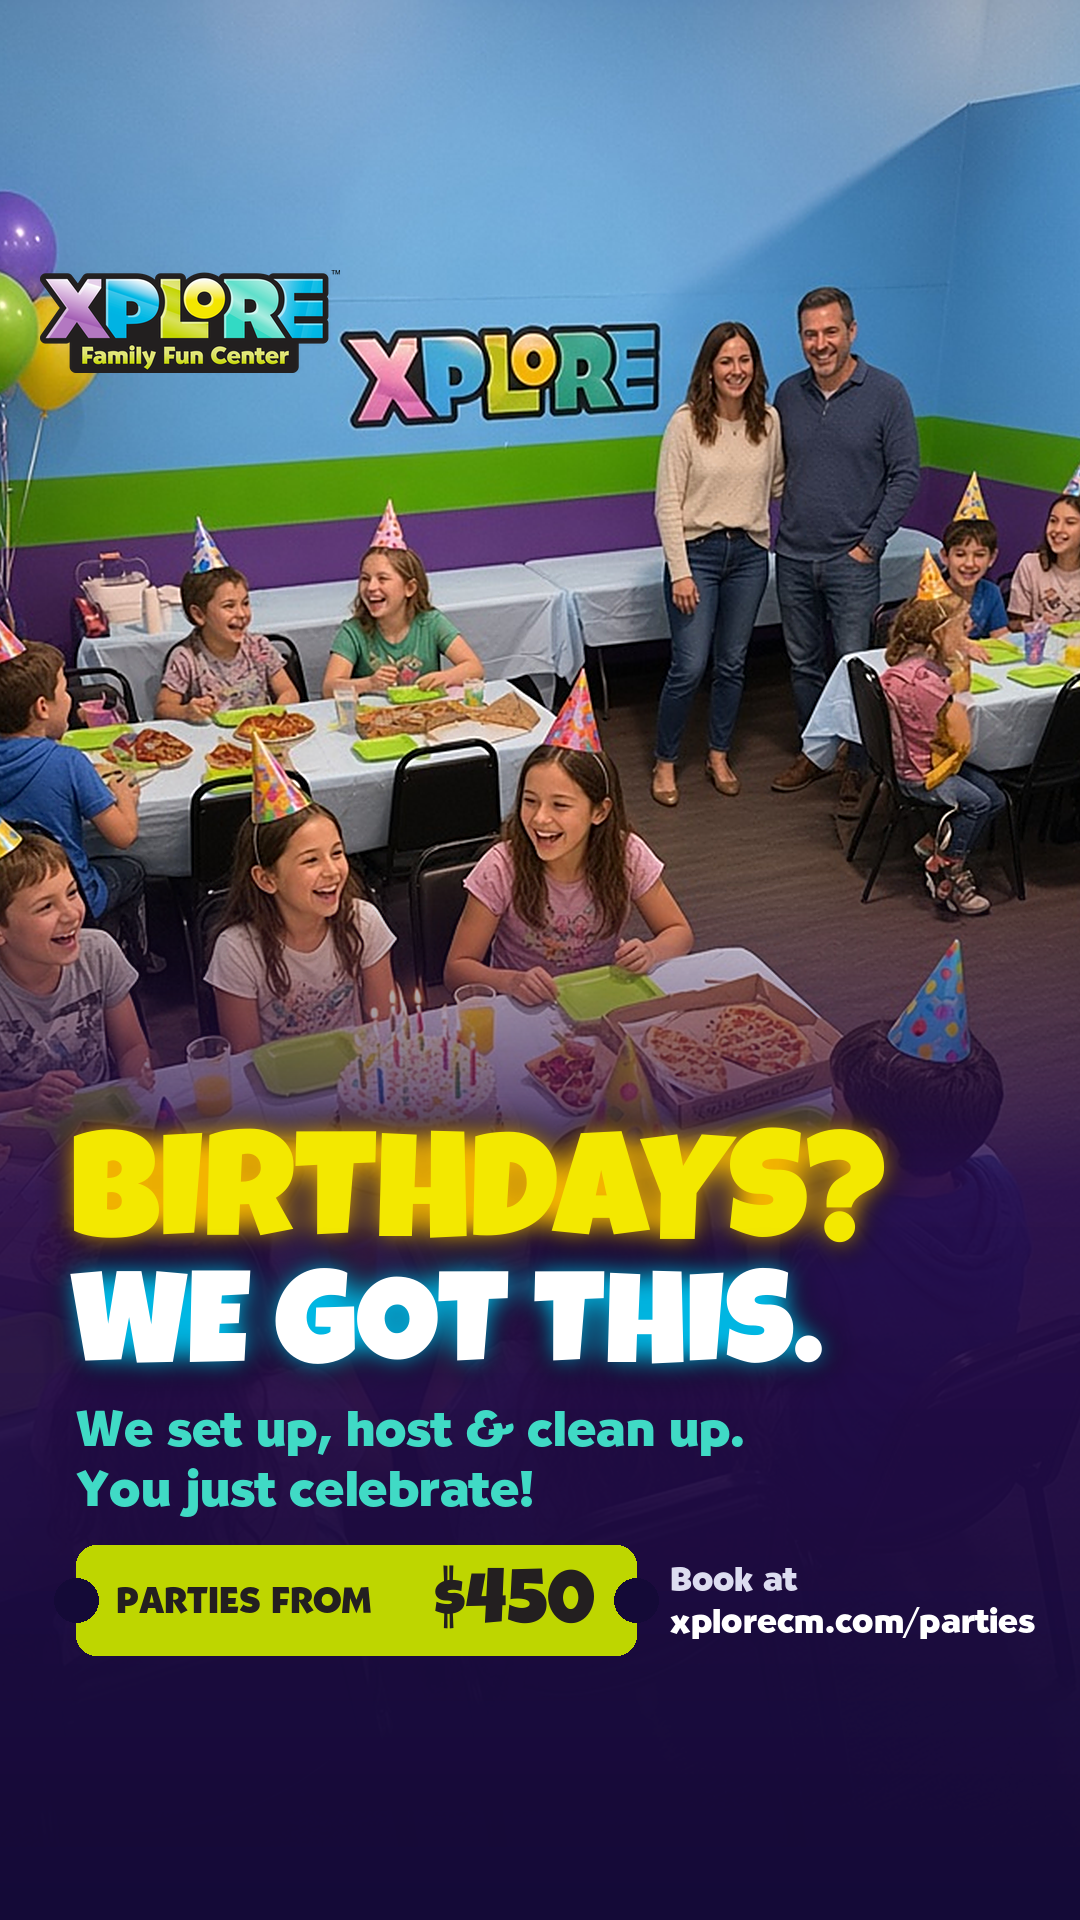 XPLORE™
Family Fun Center
XPLORE
BIRTHDAYS?
WE GOT THIS.
We set up, host & clean up.
You just celebrate!
PARTIES FROM $450
Book at
xplorecm.com/parties